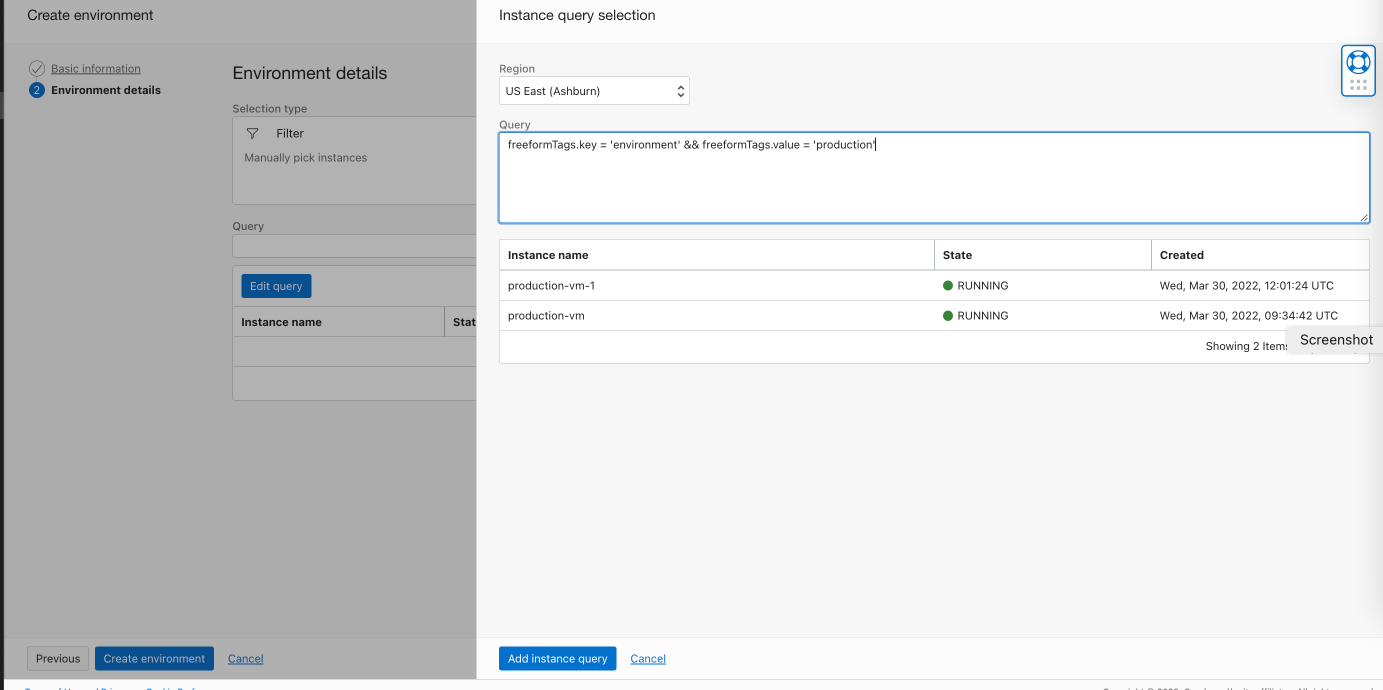 Create environment
Basic information
2 Environment details
Environment details
Selection type
Filter
Manually pick instances
Query
Edit query
Instance name Stat
Previous Create environment Cancel
Instance query selection
Region
US East (Ashburn)
Query
freeformTags.key = 'environment' && freeformTags.value = 'production'
Instance name State Created
production-vm-1 RUNNING Wed, Mar 30, 2022, 12:01:24 UTC
production-vm RUNNING Wed, Mar 30, 2022, 09:34:42 UTC
Showing 2 Items
Screenshot
Add instance query Cancel